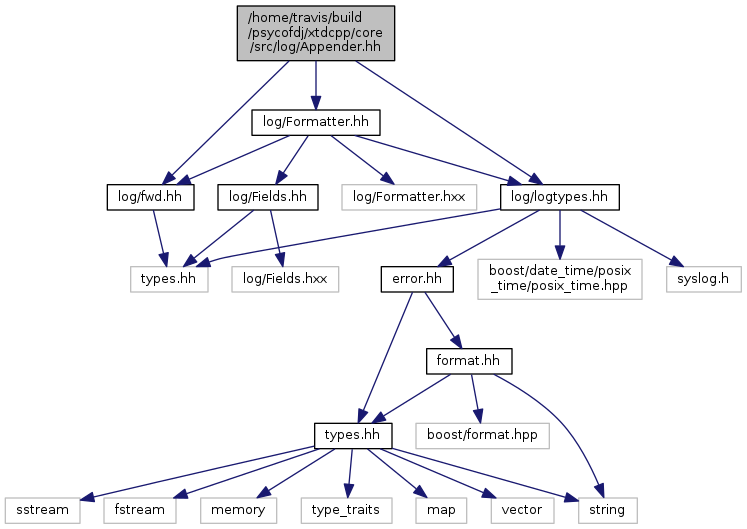 /home/travis/build
/psycofdj/xtdcpp/core
/src/log/Appender.hh
log/Formatter.hh
log/fwd.hh
log/Fields.hh
log/Formatter.hxx
log/logtypes.hh
types.hh
log/Fields.hxx
error.hh
boost/date_time/posix
_time/posix_time.hpp
syslog.h
format.hh
types.hh
boost/format.hpp
sstream
fstream
memory
type_traits
map
vector
string